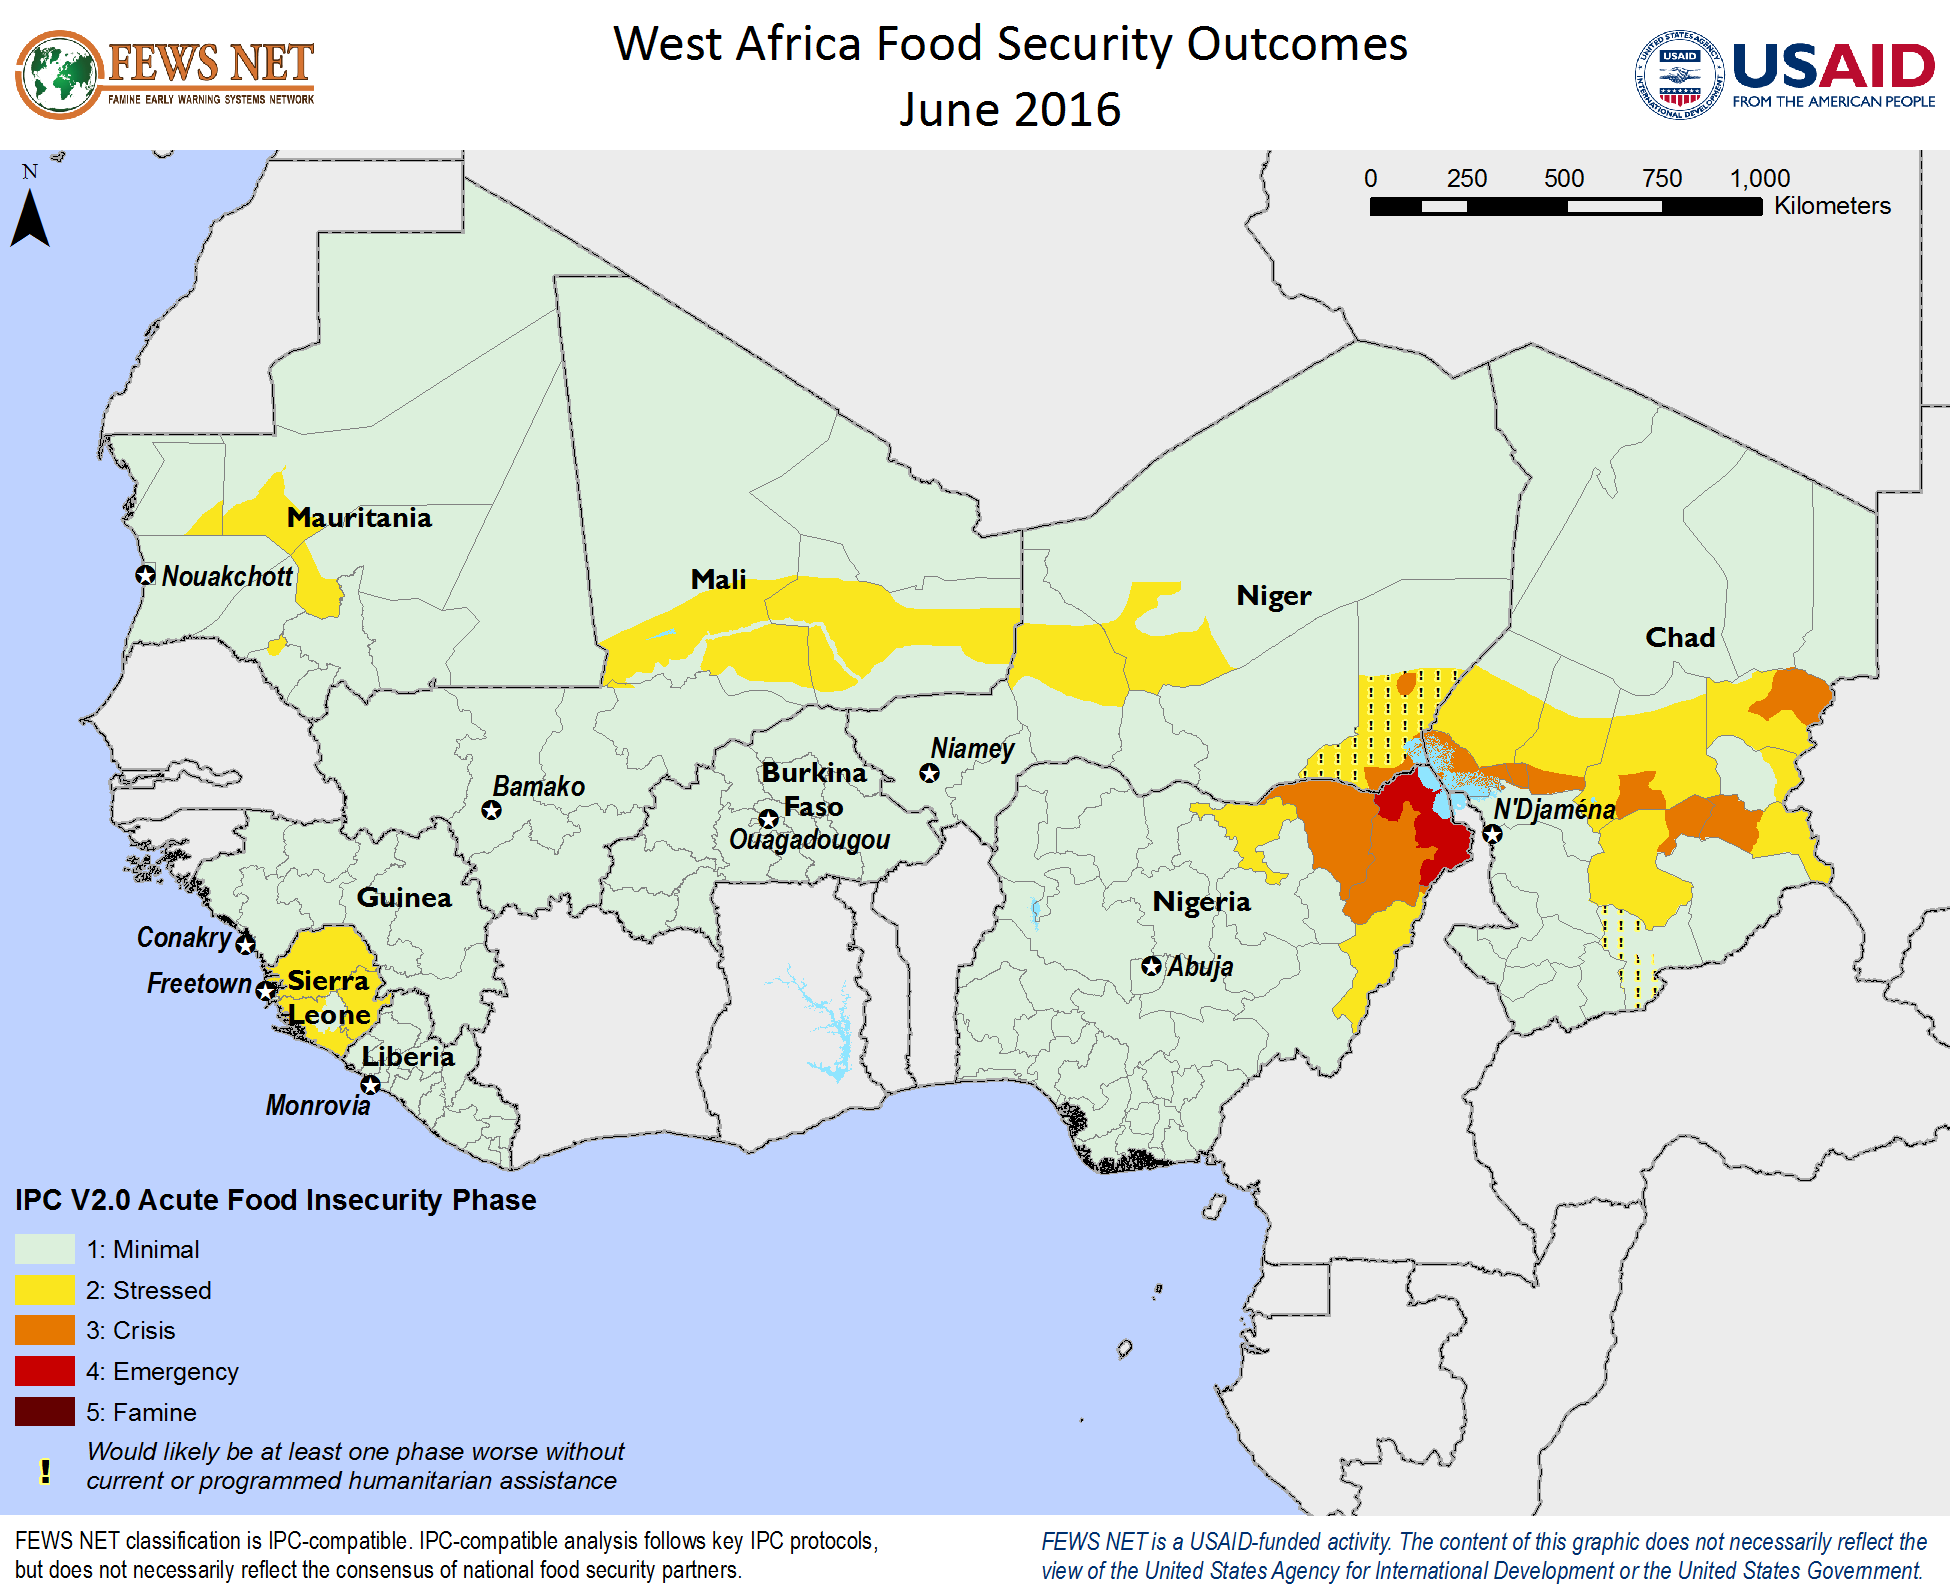 FEWS NET
FAMINE EARLY WARNING SYSTEMS NETWORK
West Africa Food Security Outcomes
June 2016
UNITED STATES AGENCY
USAID
INTERNATIONAL DEVELOPMENT
USAID
FROM THE AMERICAN PEOPLE
N
0 250 500 750 1,000
Kilometers
Mauritania
Nouakchott
Mali
Niger
Chad
Niamey
Bamako
Burkina
Faso
Ouagadougou
N'Djaména
Guinea
Nigeria
Conakry
Abuja
Freetown
Sierra
Leone
Liberia
Monrovia
IPC V2.0 Acute Food Insecurity Phase
1: Minimal
2: Stressed
3: Crisis
4: Emergency
5: Famine
! Would likely be at least one phase worse without
current or programmed humanitarian assistance
FEWS NET classification is IPC-compatible. IPC-compatible analysis follows key IPC protocols,
but does not necessarily reflect the consensus of national food security partners.
FEWS NET is a USAID-funded activity. The content of this graphic does not necessarily reflect the
view of the United States Agency for International Development or the United States Government.